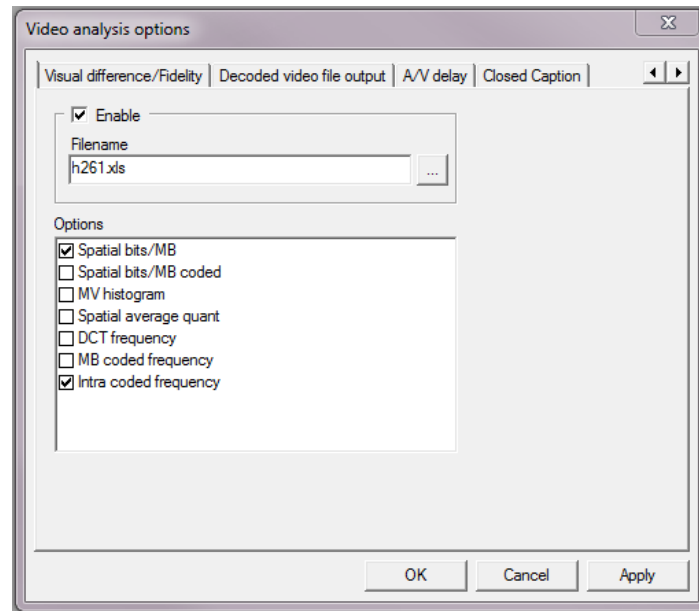 Video analysis options
Visual difference/Fidelity Decoded video file output A/V delay Closed Caption
Enable
Filename
h261.xls ...
Options
Spatial bits/MB
Spatial bits/MB coded
MV histogram
Spatial average quant
DCT frequency
MB coded frequency
Intra coded frequency
OK Cancel Apply